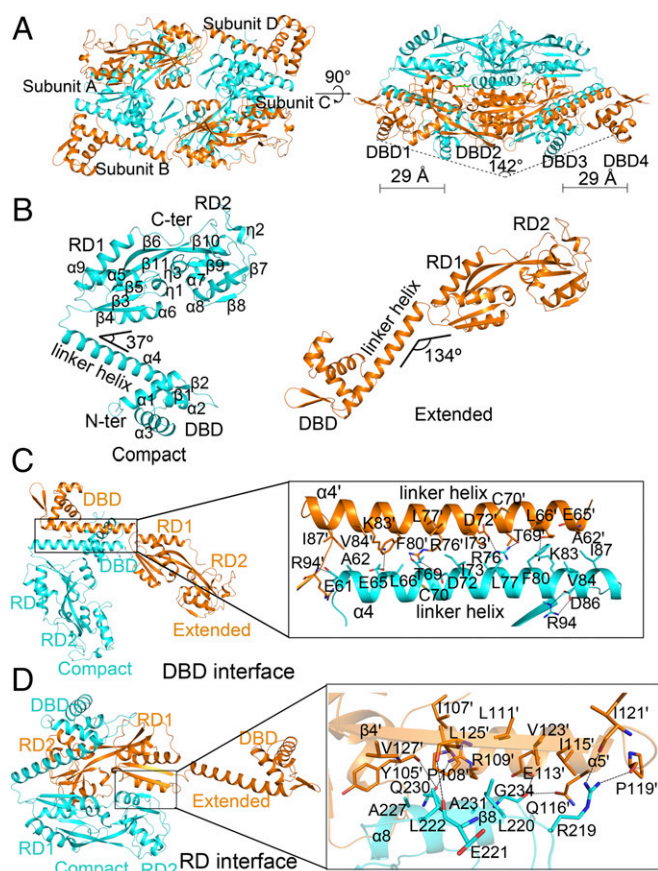 A
Subunit D
Subunit A
Subunit C
Subunit B
90°
DBD1
DBD2
142°
DBD3
DBD4
29 Å
29 Å
B
C-ter
RD2
RD1
η2
β6
β10
α9
α5
β11
η3
β9
β7
β5
α7
η1
β3
α8
β8
β4
α6
37º
linker helix
α4
β2
β1
α1
α2
N-ter
DBD
α3
Compact
RD2
RD1
linker helix
134º
DBD
Extended
C
DBD
RD1
DBD
RD2
RD
RD2
Extended
Compact
DBD interface
α4'
linker helix
C70'
K83'
L77'
D72'
L66'
E65'
I87'
V84'
F80'
R76'
I73'
T69'
A62'
R94'
A62
R76
K83
I87
E61
E65
L66
T69
I73
C70
D72
L77
F80
V84
D86
α4
linker helix
R94
D
DBD
RD1
RD2
DBD
Extended
RD1
Compact
RD2
RD interface
I107'
β4'
L125'
L111'
I121'
V127'
V123'
I115'
Y105'
P108'
R109'
E113'
α5'
Q230
G234
P119'
A227
A231
Q116'
β8
α8
L222
L220
R219
E221